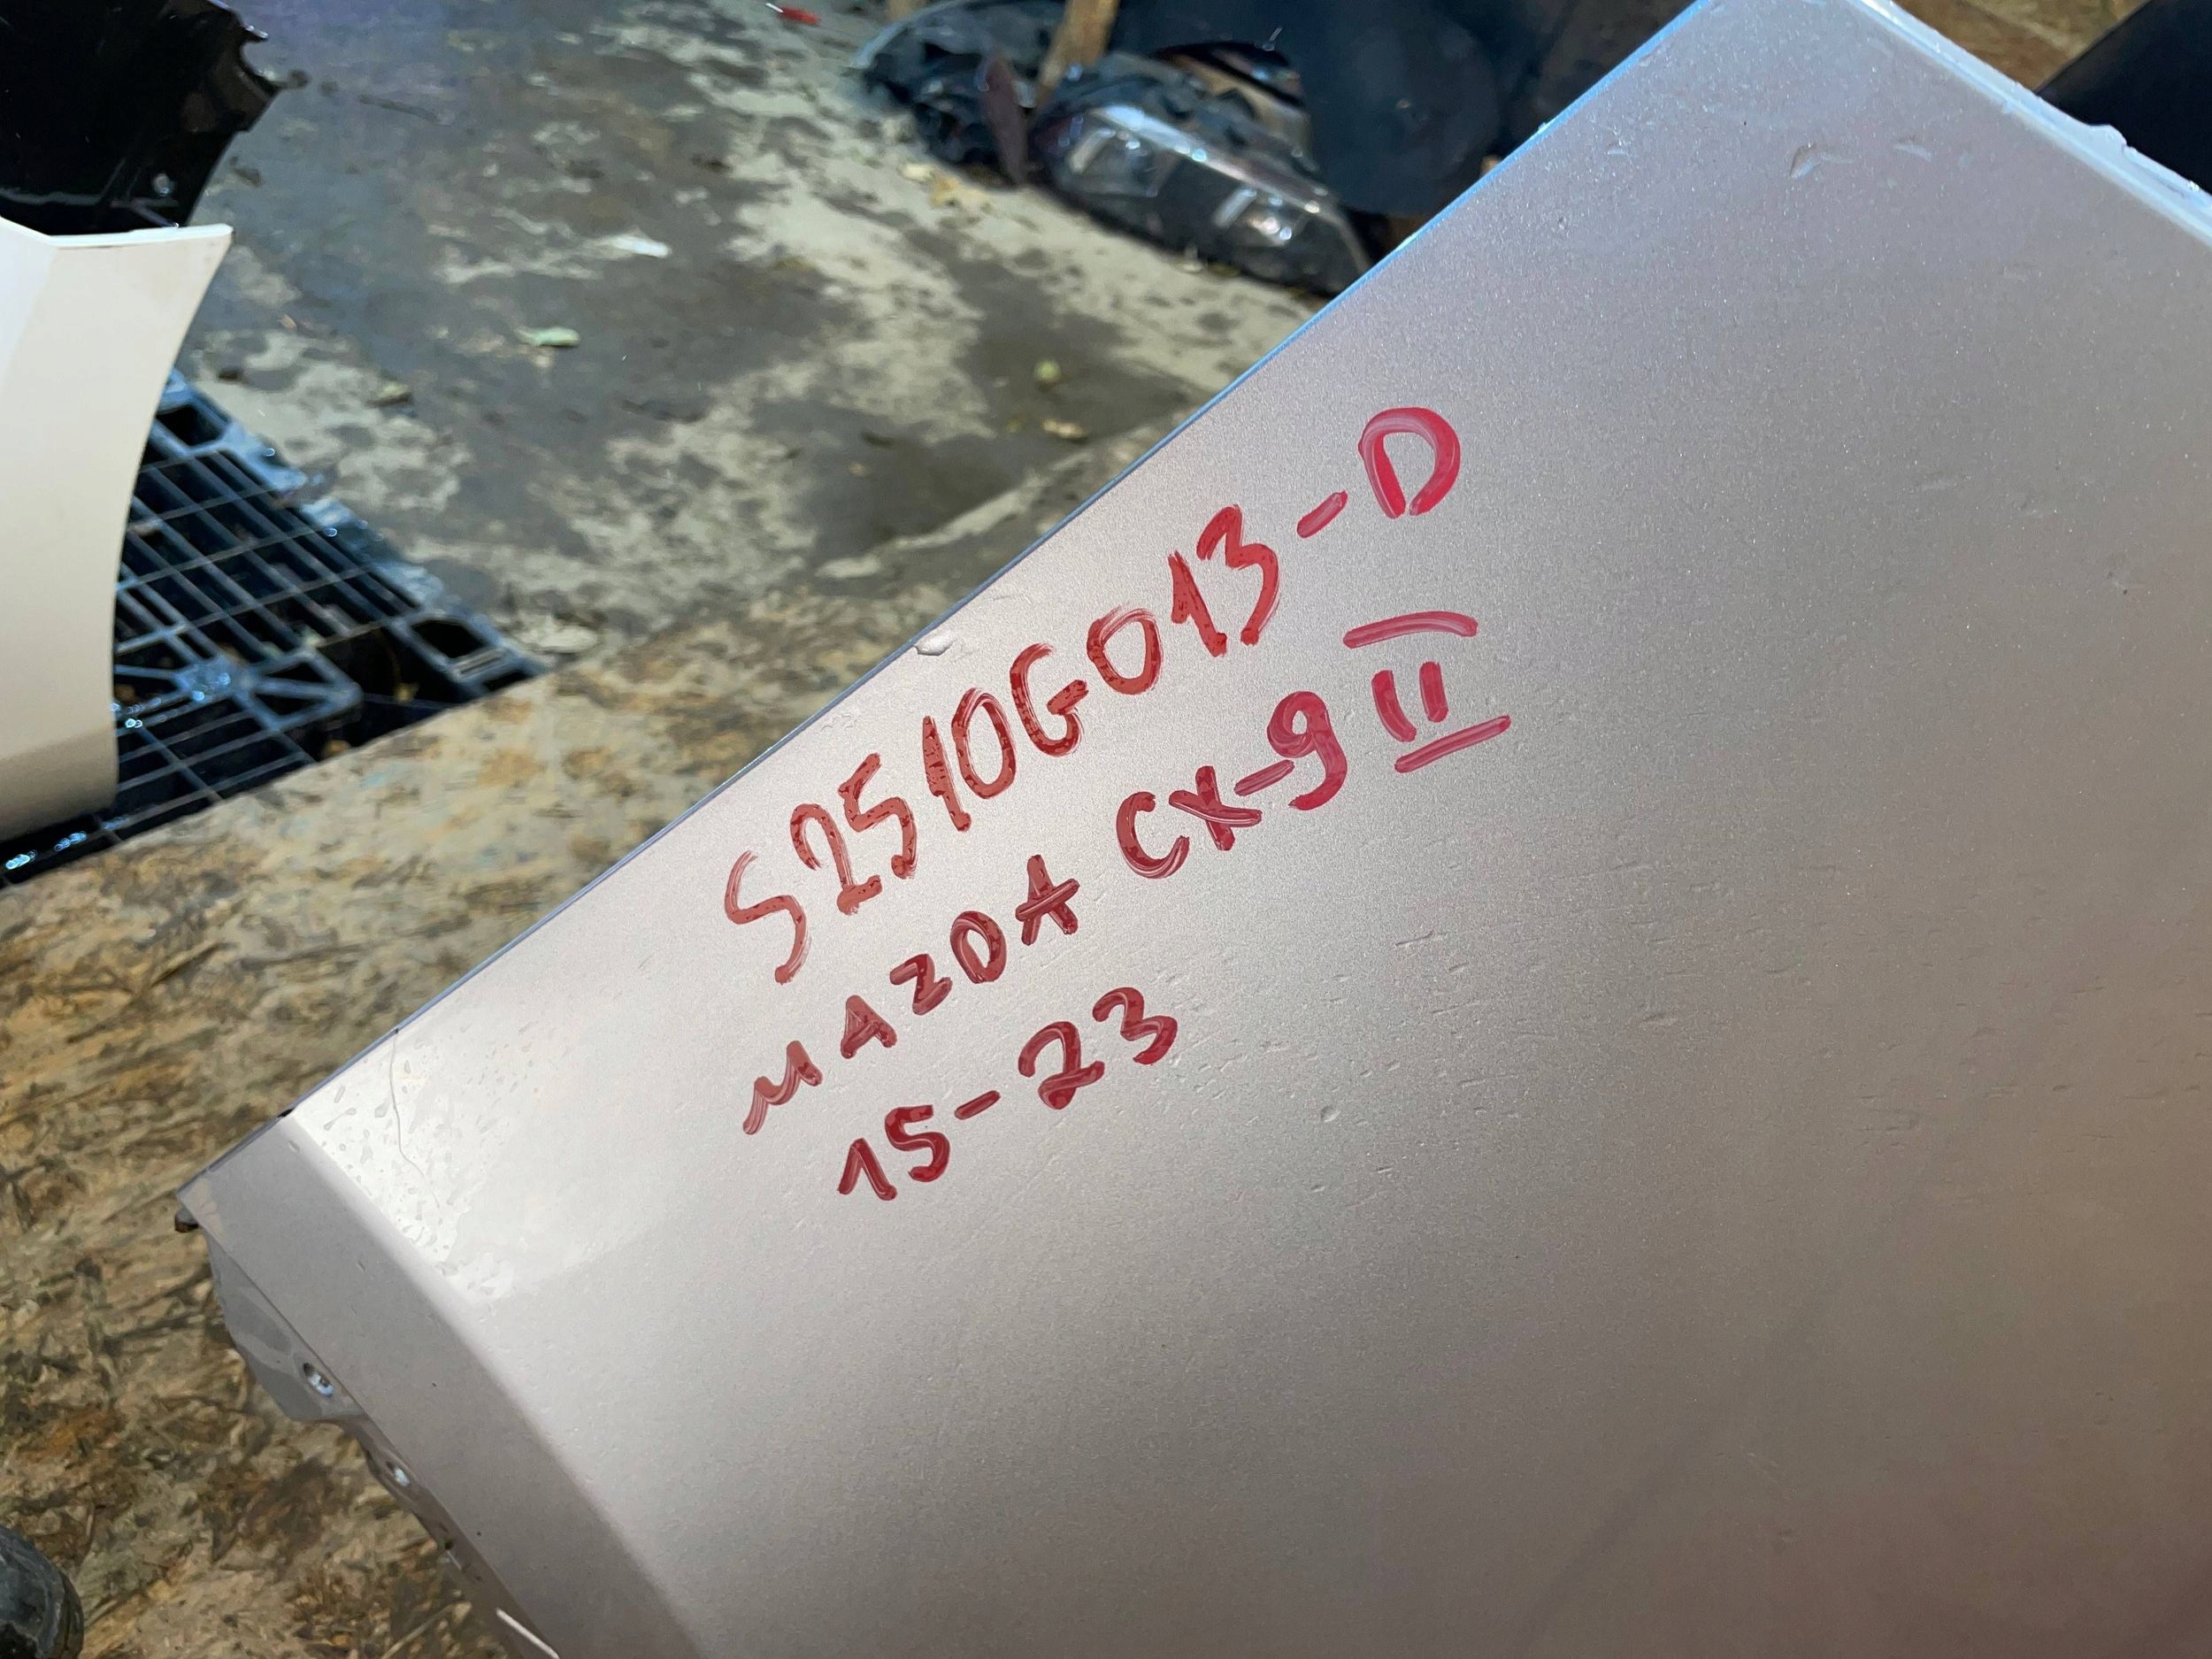 S2510G013-D
MAZDA CX-9 II
15-23